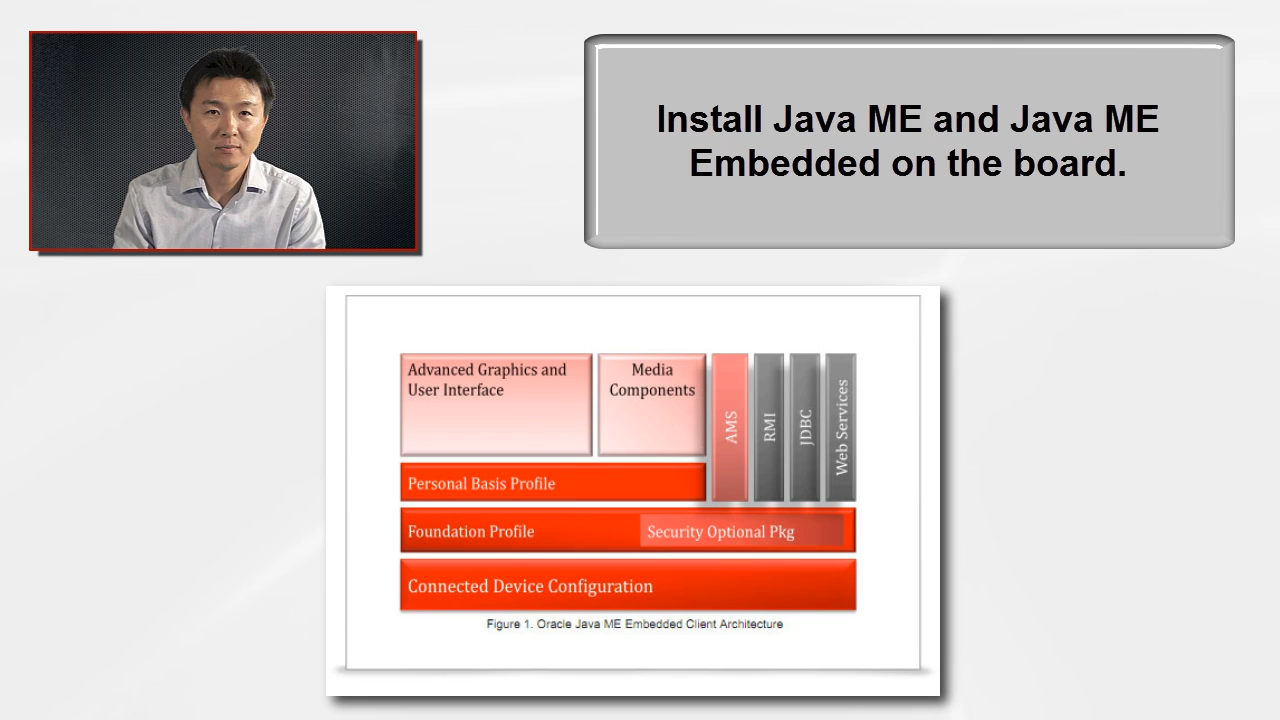 Install Java ME and Java ME
Embedded on the board.
Advanced Graphics and
User Interface
Media
Components
AMS
RMI
JDBC
Web Services
Personal Basis Profile
Foundation Profile
Security Optional Pkg
Connected Device Configuration
Figure 1. Oracle Java ME Embedded Client Architecture